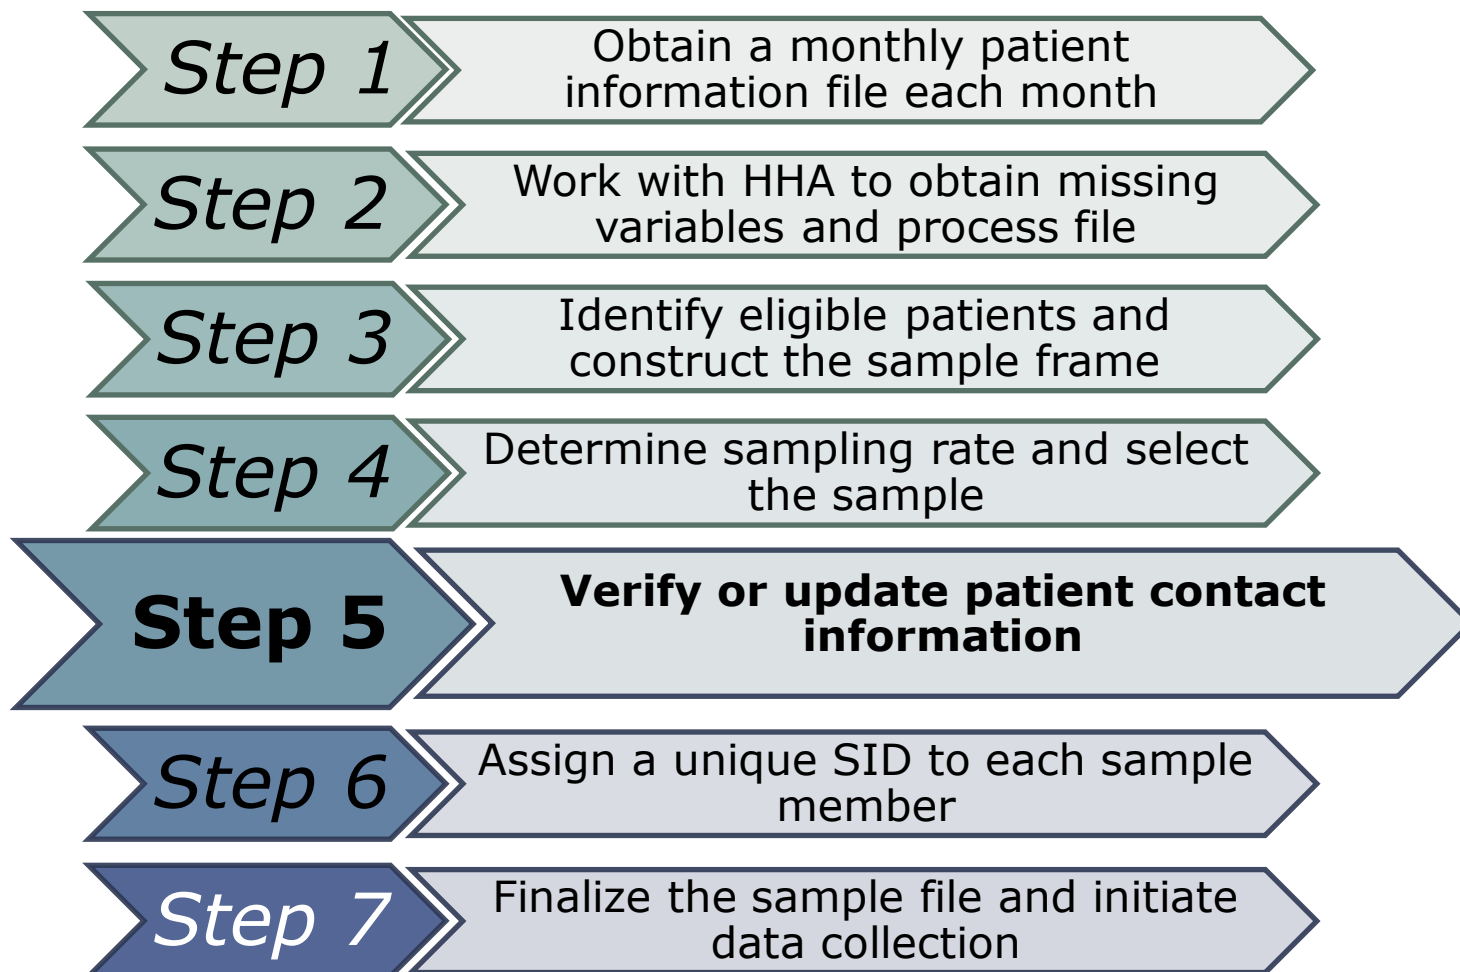 Step 1
Obtain a monthly patient
information file each month
Step 2
Work with HHA to obtain missing
variables and process file
Step 3
Identify eligible patients and
construct the sample frame
Step 4
Determine sampling rate and select
the sample
Step 5
Verify or update patient contact
information
Step 6
Assign a unique SID to each sample
member
Step 7
Finalize the sample file and initiate
data collection